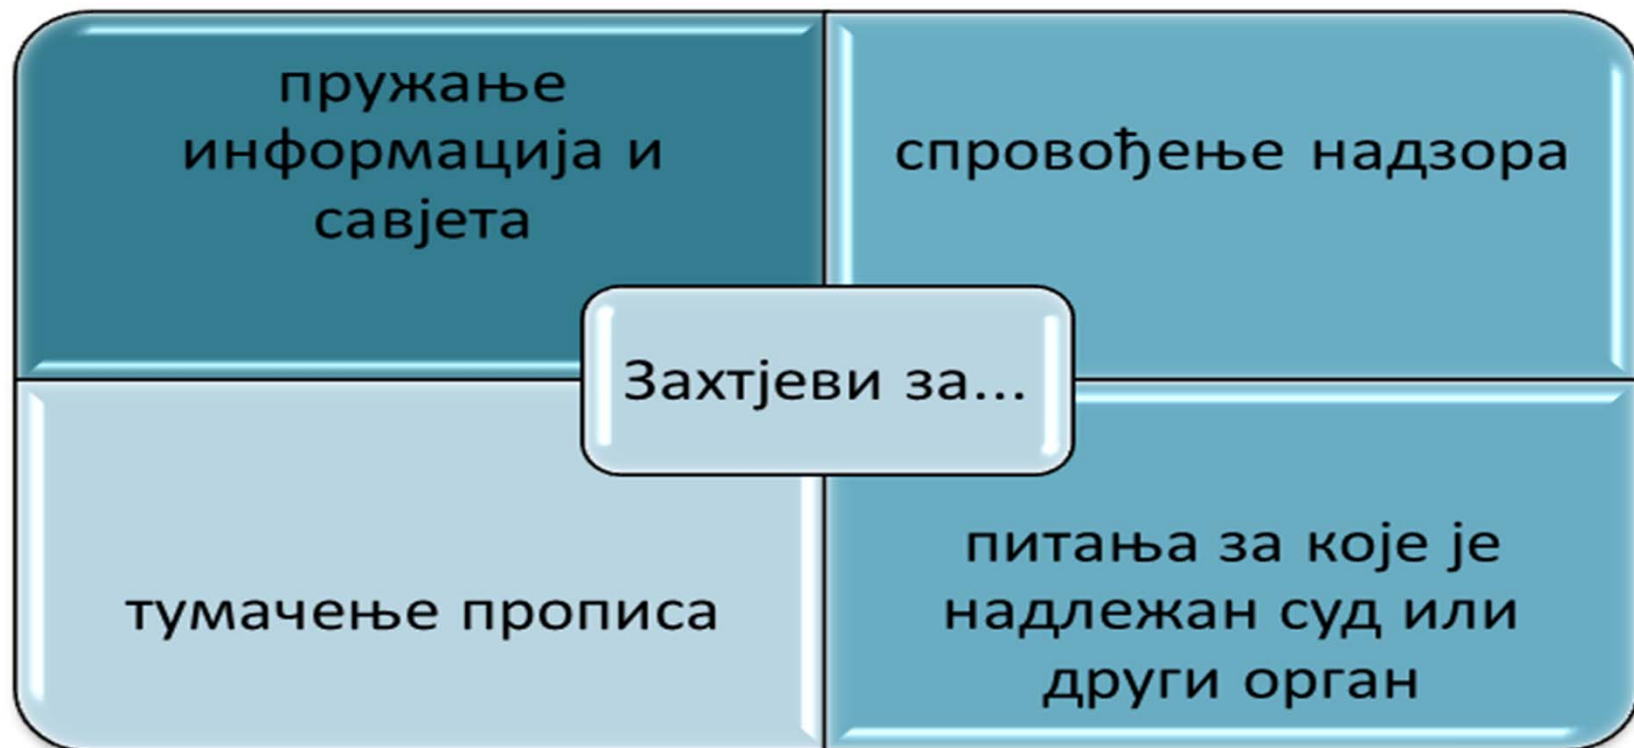 пружање
информација и
савјета
спровођење надзора
Захтјеви за...
тумачење прописа
питања за које је
надлежан суд или
други орган